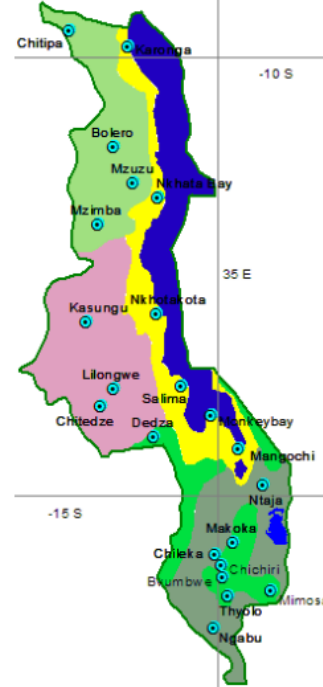 Chitipa
Karonga
-10 S
Bolero
Mzuzu
Nkhata Bay
Mzimba
35 E
Nkhotakota
Kasungu
Lilongwe
Salima
Chitedze
Dedza
Monkeybay
Mangochi
-15 S
Ntaja
Makoka
Chileka
Chichiri
Bvumbwe
Mimosa
Thyolo
Ngabu